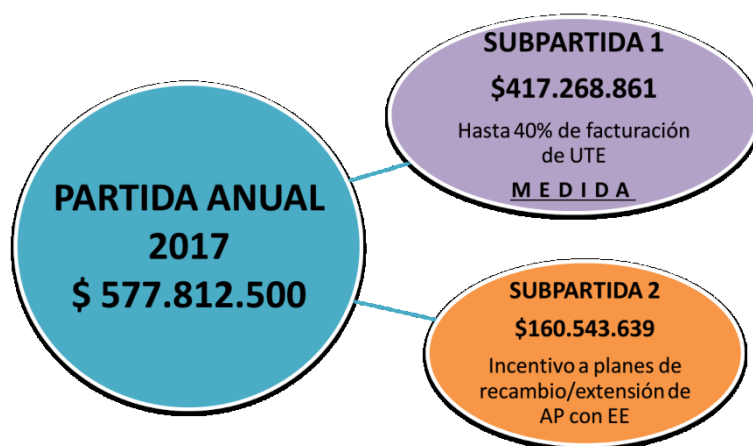 PARTIDA ANUAL
2017
$ 577.812.500
SUBPARTIDA 1
$417.268.861
Hasta 40% de facturación
de UTE
MEDIDA
SUBPARTIDA 2
$160.543.639
Incentivo a planes de
recambio/extensión de
AP con EE